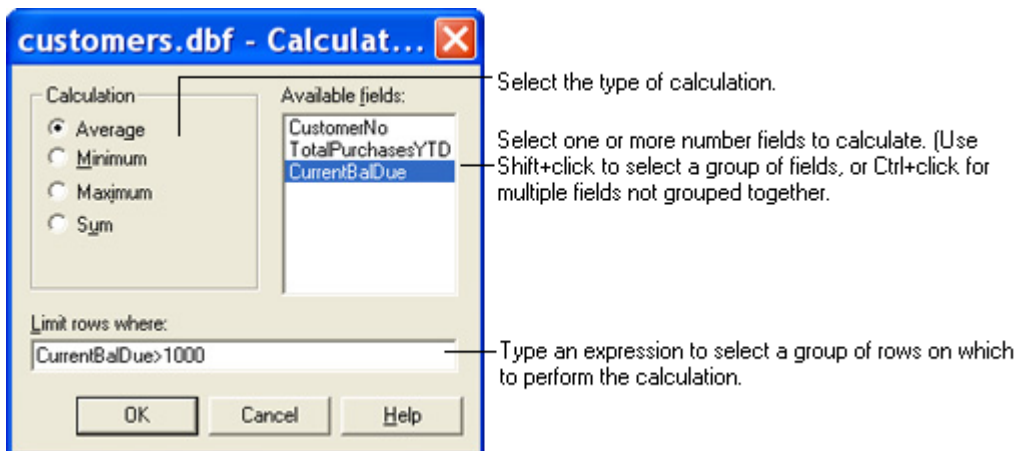 customers.dbf - Calculat...
Calculation
Average
Minimum
Maximum
Sum
Available fields:
CustomerNo
TotalPurchasesYTD
CurrentBalDue
Limit rows where:
CurrentBalDue>1000
OK Cancel Help
Select the type of calculation.
Select one or more number fields to calculate. (Use
Shift+click to select a group of fields, or Ctrl+click for
multiple fields not grouped together.
Type an expression to select a group of rows on which
to perform the calculation.